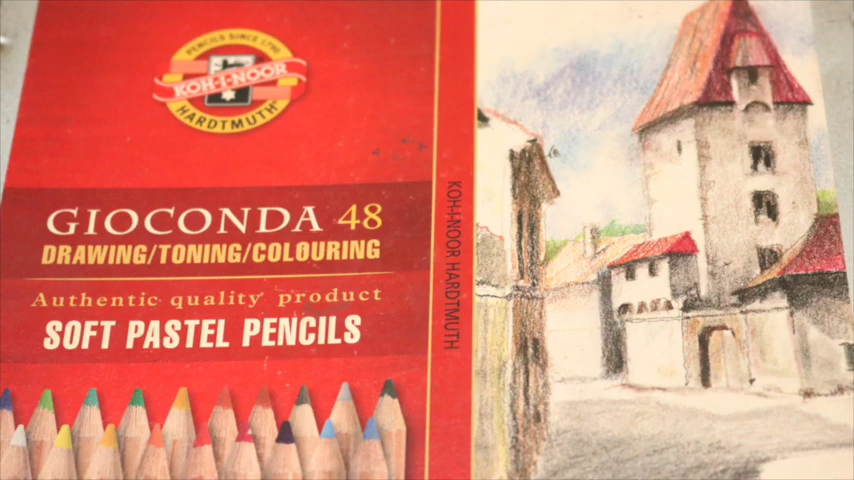 PENCILS SINCE 1790
KOH-I-NOOR
HARDTMUTH
GIOCONDA 48
DRAWING/TONING/COLOURING
Authentic quality product
SOFT PASTEL PENCILS
KOH-I-NOOR HARDTMUTH